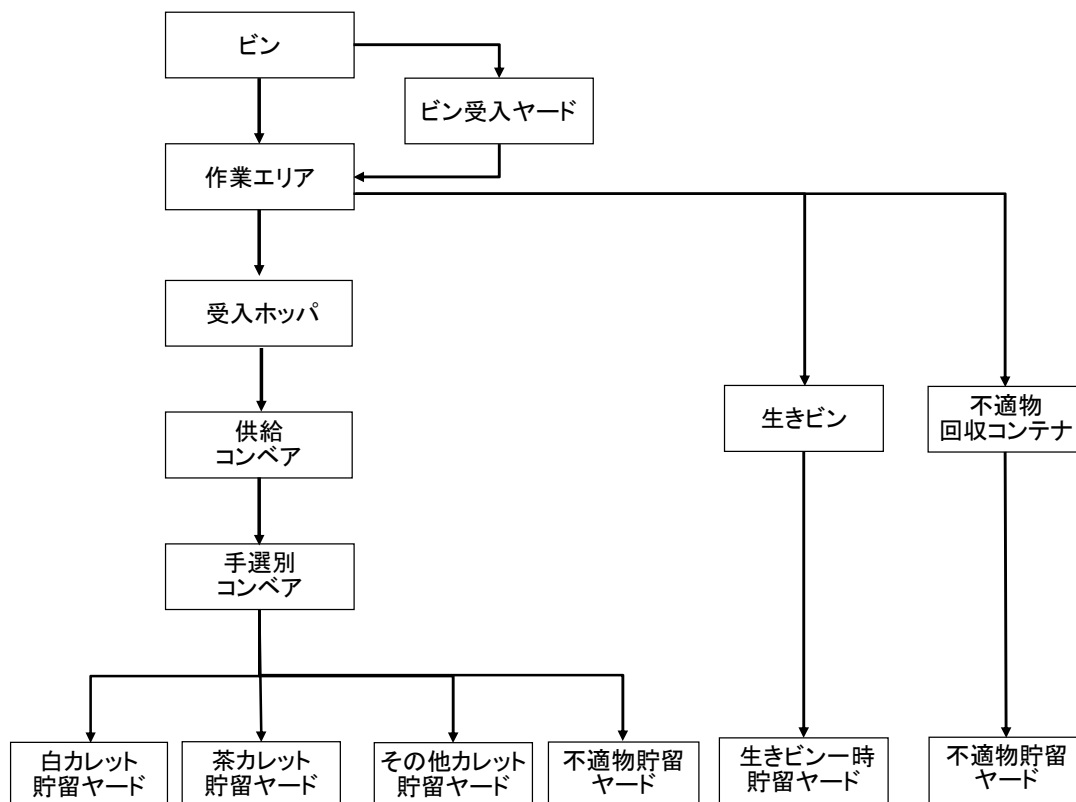 ビン
ビン受入ヤード
作業エリア
受入ホッパ
供給
コンベア
生きビン
不適物
回収コンテナ
手選別
コンベア
白カレット
貯留ヤード
茶カレット
貯留ヤード
その他カレット
貯留ヤード
不適物貯留
ヤード
生きビン一時
貯留ヤード
不適物貯留
ヤード